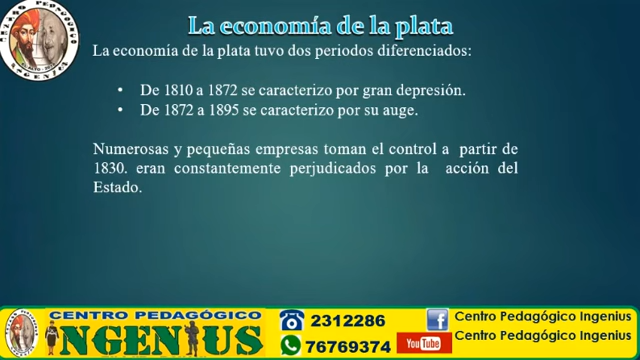 La economía de la plata
La economía de la plata tuvo dos periodos diferenciados:
• De 1810 a 1872 se caracterizo por gran depresión.
• De 1872 a 1895 se caracterizo por su auge.
Numerosas y pequeñas empresas toman el control a partir de
1830. eran constantemente perjudicados por la acción del
Estado.
CENTRO PEDAGÓGICO
INGENIUS
2312286
76769374
Centro Pedagógico Ingenius
YouTube
Centro Pedagógico Ingenius